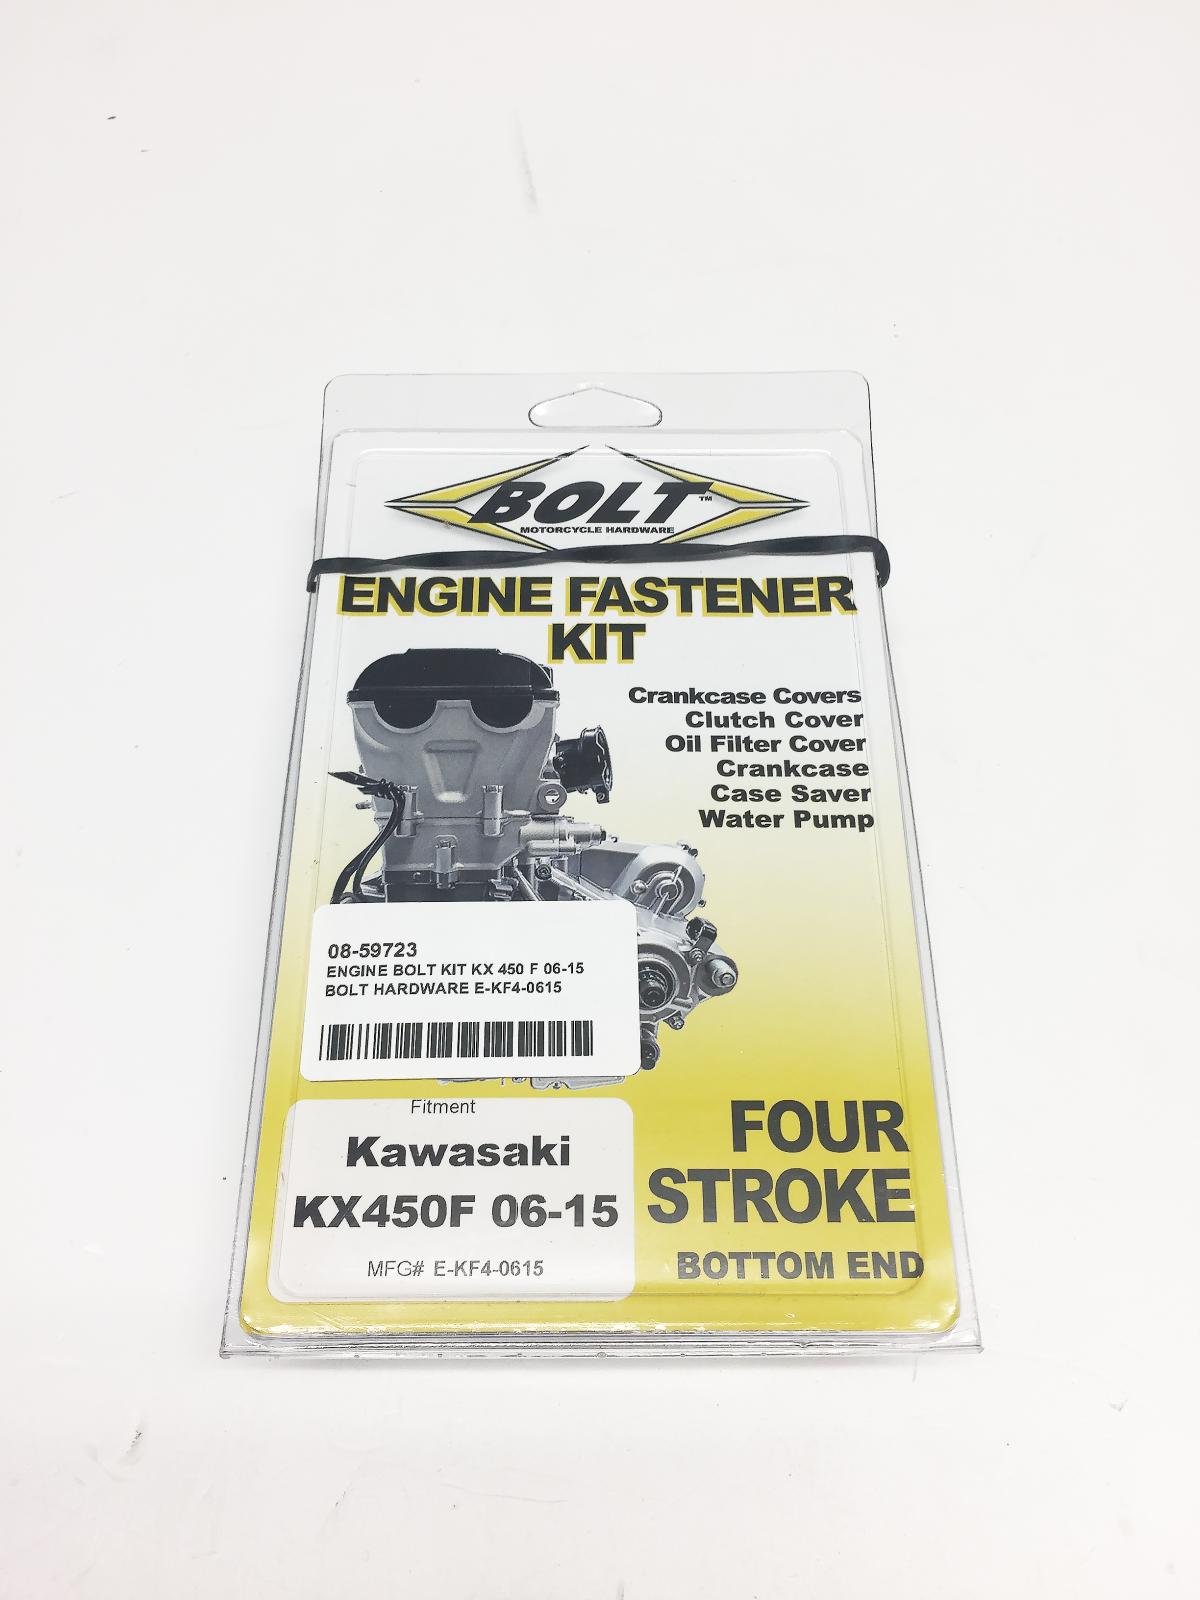 BOLT™
MOTORCYCLE HARDWARE
ENGINE FASTENER
KIT
Crankcase Covers
Clutch Cover
Oil Filter Cover
Crankcase
Case Saver
Water Pump
08-59723
ENGINE BOLT KIT KX 450 F 06-15
BOLT HARDWARE E-KF4-0615
Fitment
Kawasaki
KX450F 06-15
MFG# E-KF4-0615
FOUR
STROKE
BOTTOM END